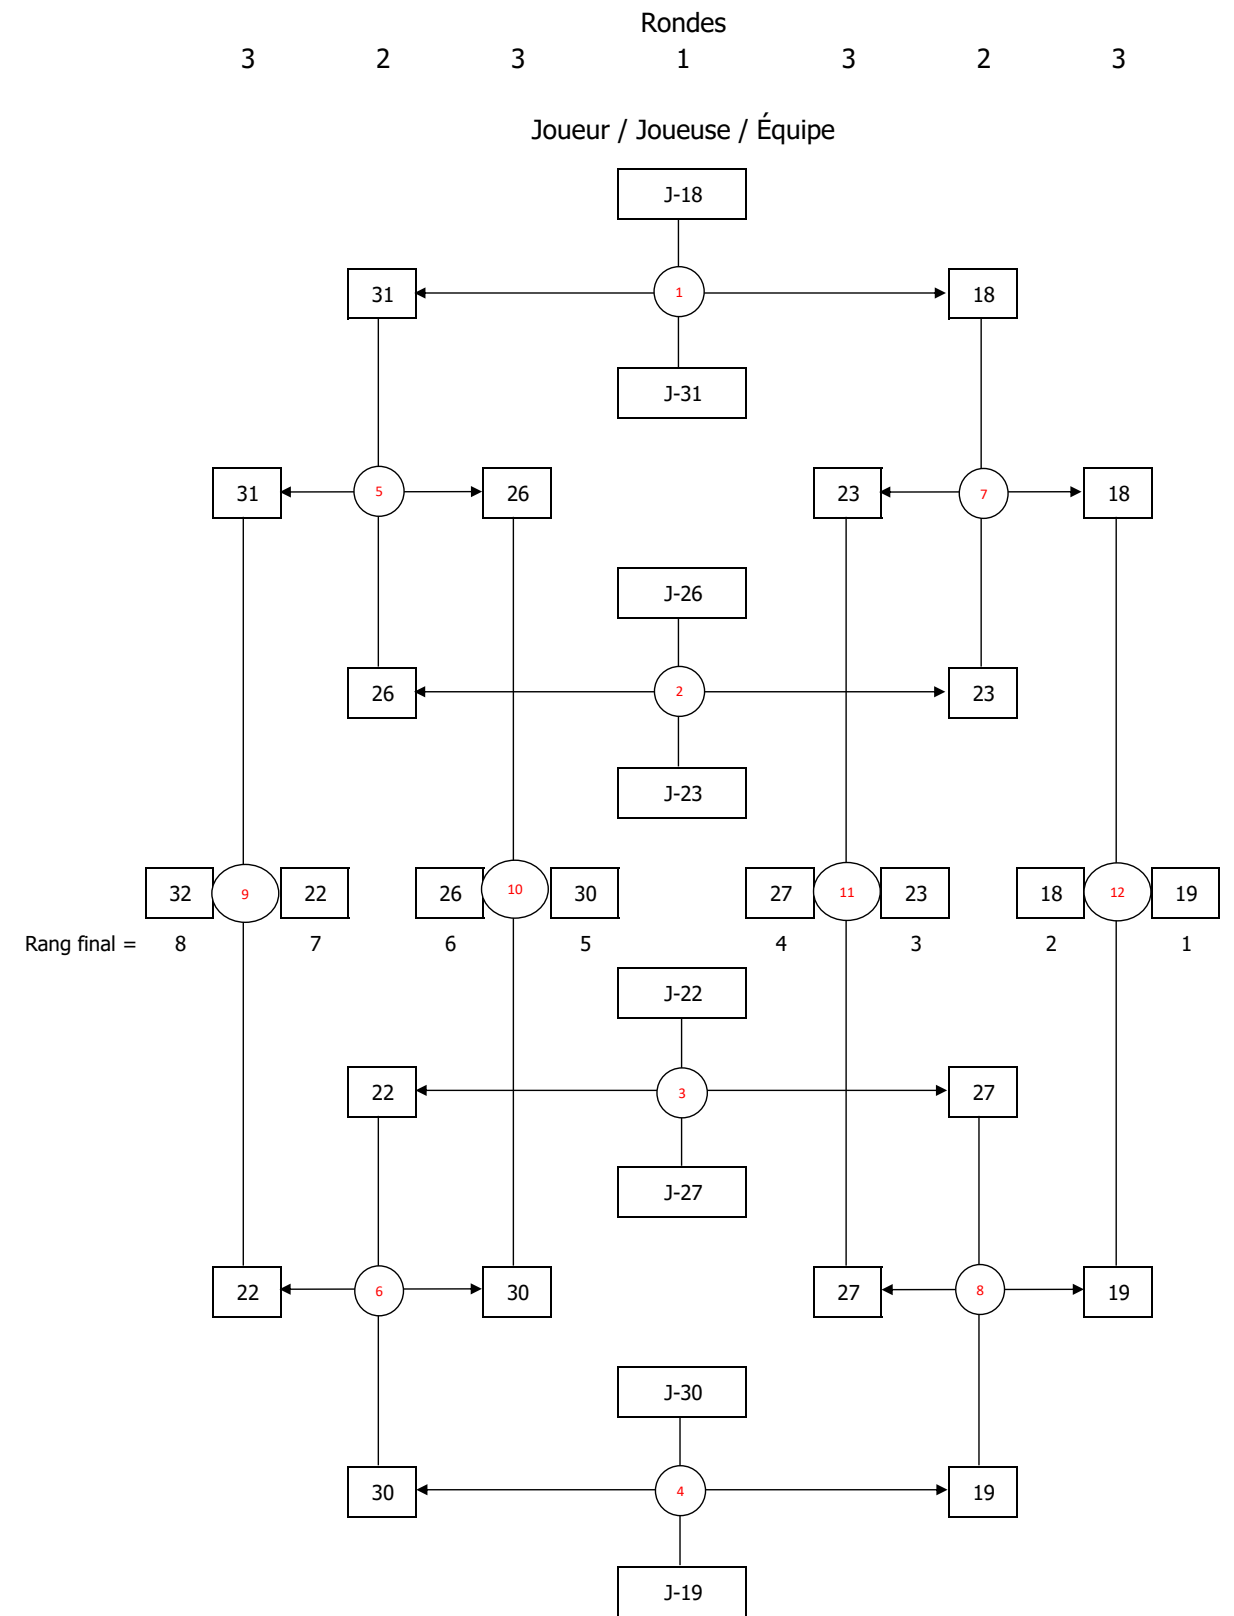 Rondes
3 2 3 1 3 2 3
Joueur / Joueuse / Équipe
J-18
31 1 18
J-31
31 5 26 23 7 18
J-26
26 2 23
J-23
32 9 22 26 10 30 27 11 23 18 12 19
Rang final = 8 7 6 5 4 3 2 1
J-22
22 3 27
J-27
22 6 30 27 8 19
J-30
30 4 19
J-19